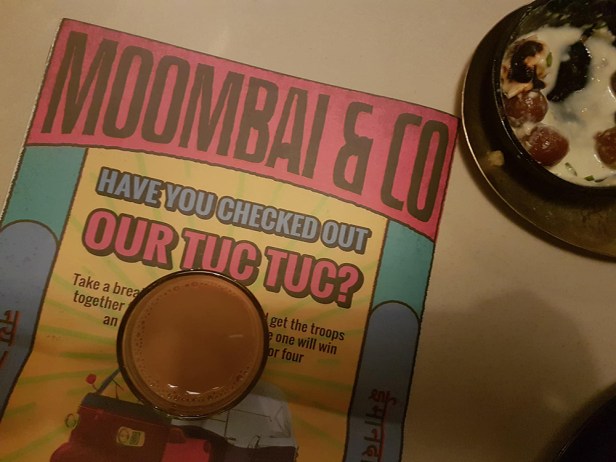 MOOMBAI & CO
HAVE YOU CHECKED OUT
OUR TUC TUC?
Take a brea
together get the troops
an e one will win
or four